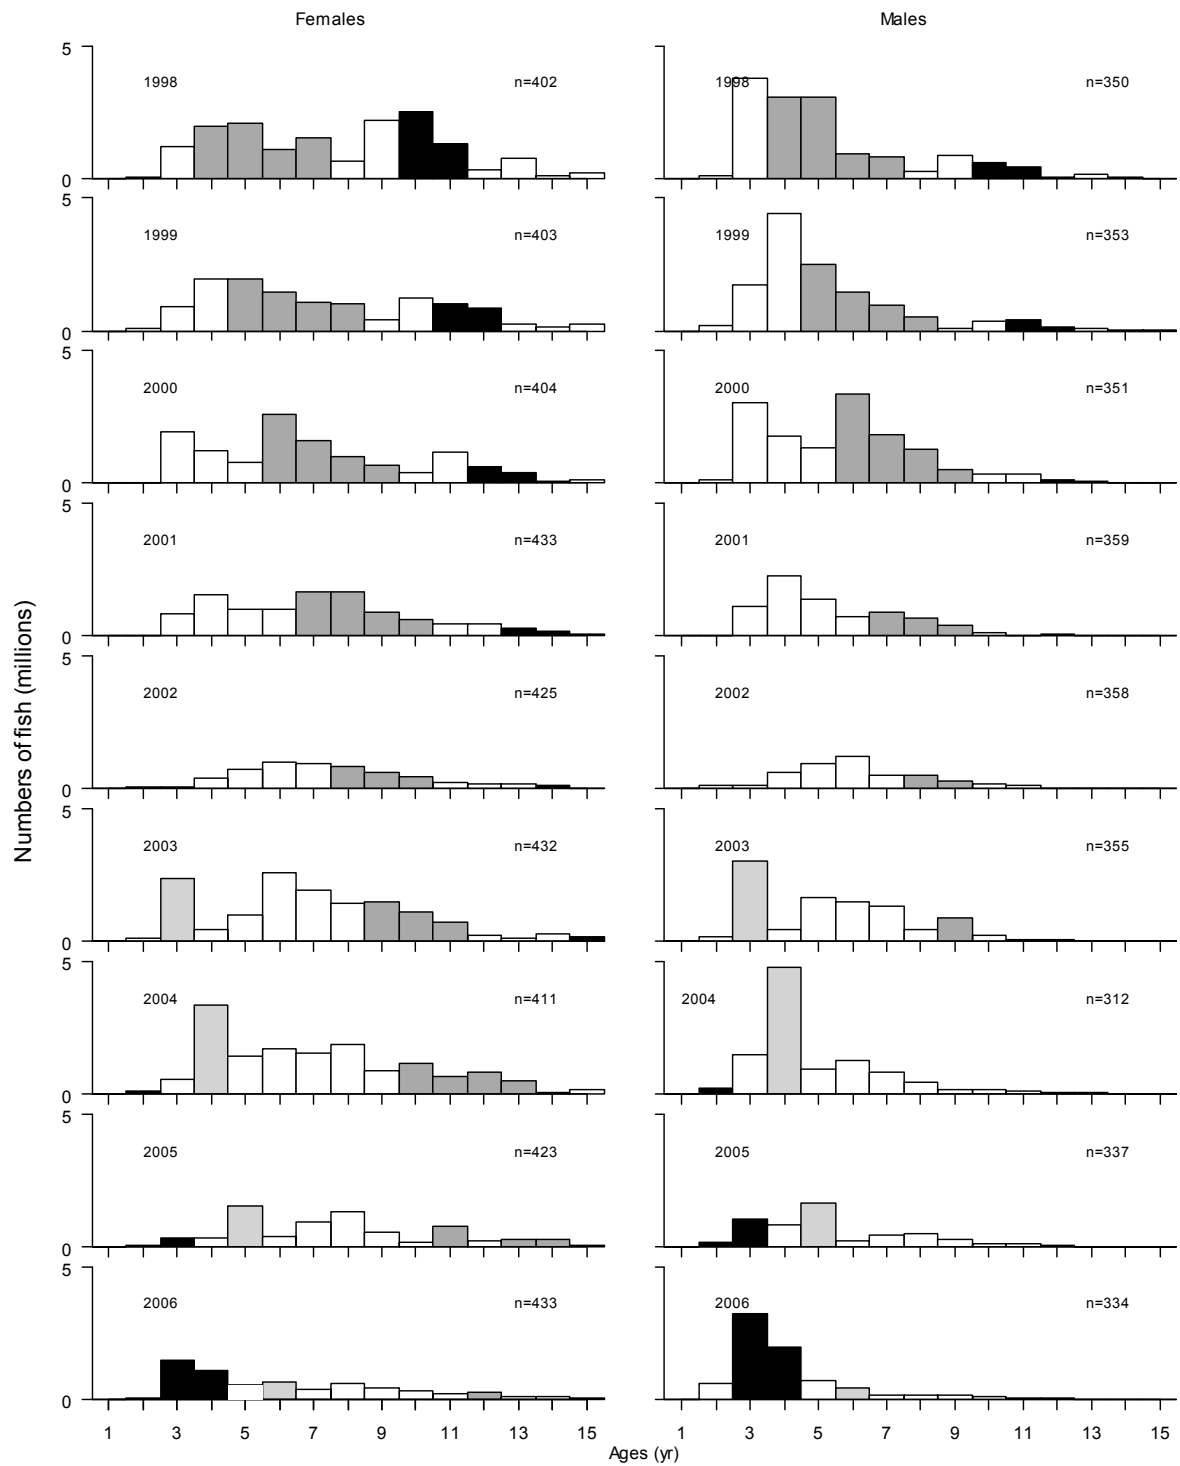 Females Males
5
1998 n=402 1998 n=350
0
5
1999 n=403 1999 n=353
0
5
2000 n=404 2000 n=351
0
5
2001 n=433 2001 n=359
0
5
2002 n=425 2002 n=358
0
5
2003 n=432 2003 n=355
0
5
2004 n=411 2004 n=312
0
5
2005 n=423 2005 n=337
0
5
2006 n=433 2006 n=334
0
1 3 5 7 9 11 13 15 1 3 5 7 9 11 13 15
Ages (yr)
Numbers of fish (millions)